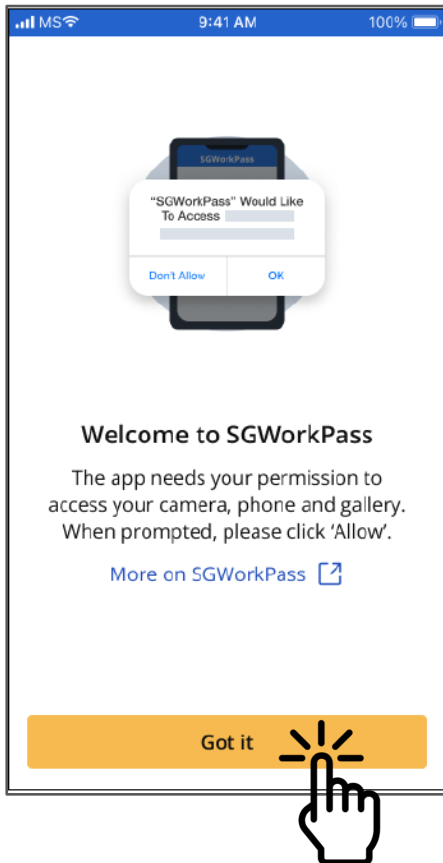 MS 9:41 AM 100%
SGWorkPass
“SGWorkPass” Would Like
To Access
Don't Allow OK
Welcome to SGWorkPass
The app needs your permission to
access your camera, phone and gallery.
When prompted, please click ‘Allow’.
More on SGWorkPass
Got it